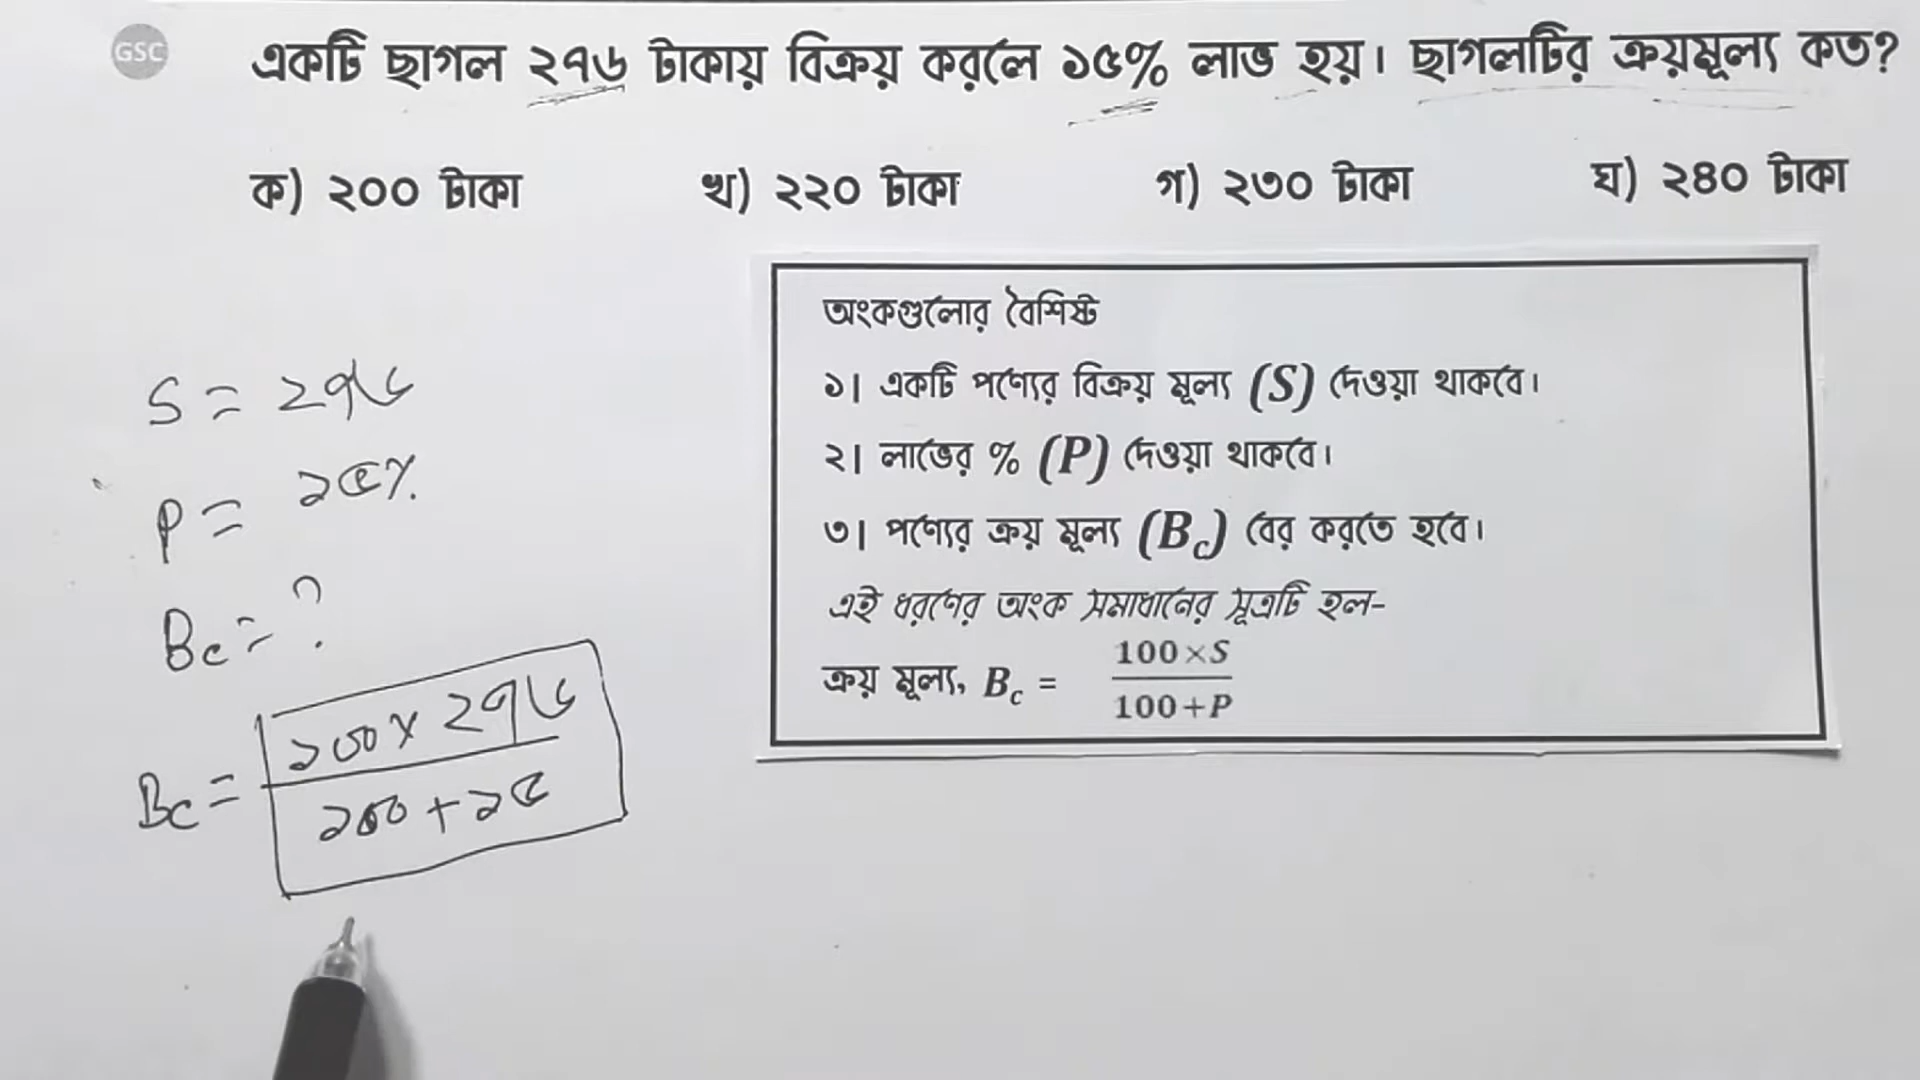 GSC
একটি ছাগল ২৭৬ টাকায় বিক্রয় করলে ১৫% লাভ হয়। ছাগলটির ক্রয়মূল্য কত?
ক) ২০০ টাকা খ) ২২০ টাকা গ) ২৩০ টাকা ঘ) ২৪০ টাকা
অংকগুলোর বৈশিষ্ট
১। একটি পণ্যের বিক্রয় মূল্য (S) দেওয়া থাকবে।
২। লাভের % (P) দেওয়া থাকবে।
৩। পণ্যের ক্রয় মূল্য (Bc) বের করতে হবে।
এই ধরণের অংক সমাধানের সূত্রটি হল-
ক্রয় মূল্য, Bc = 100×S
100+P
S = ২৭৬
P = ১৫%
Bc = ?
Bc = ১০০ × ২৭৬
১০০ + ১৫